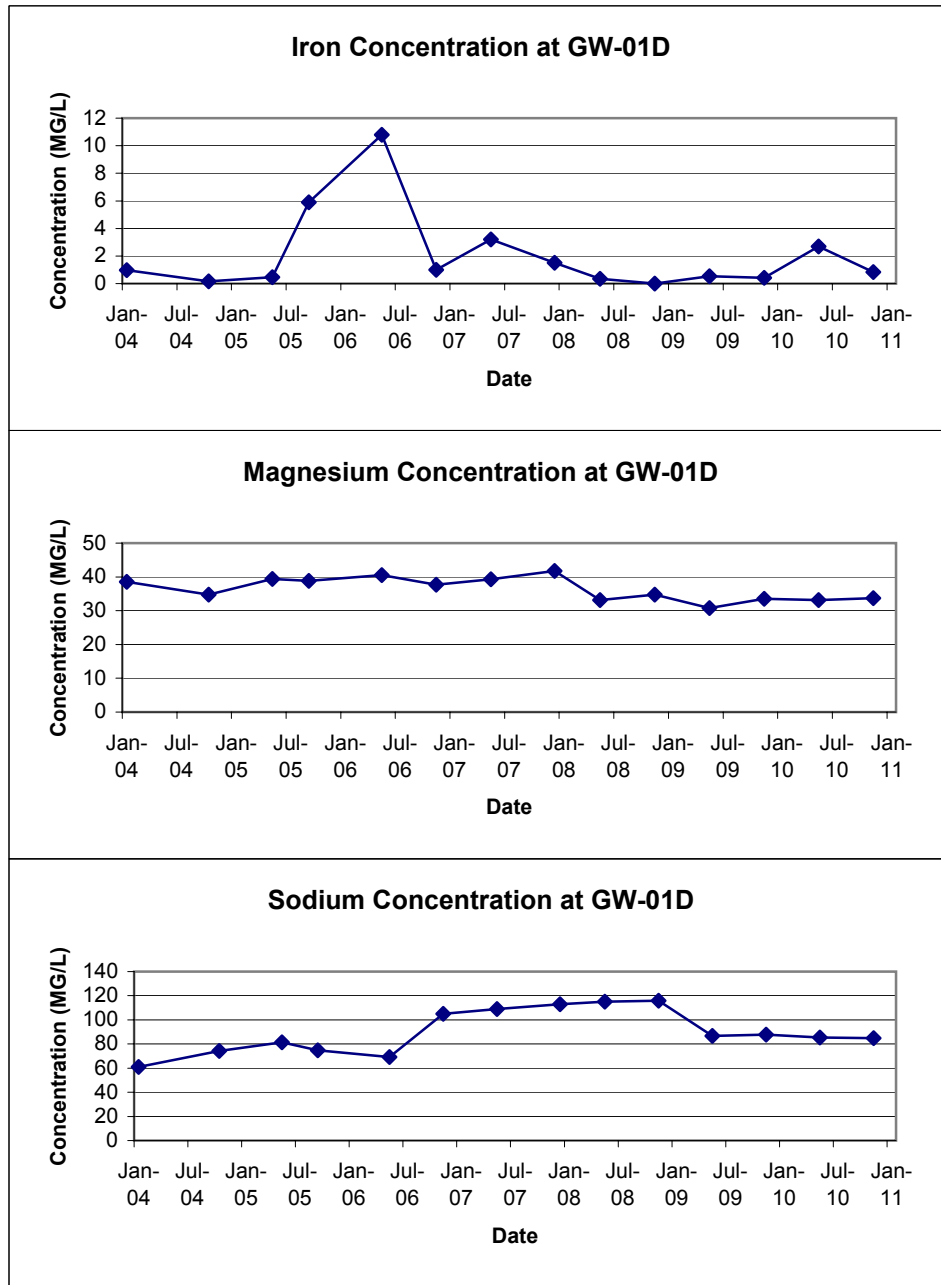 Iron Concentration at GW-01D
Concentration (MG/L)
12
10
8
6
4
2
0
Jan- Jul- Jan- Jul- Jan- Jul- Jan- Jul- Jan- Jul- Jan- Jul- Jan- Jul- Jan-
04 04 05 05 06 06 07 07 08 08 09 09 10 10 11
Date
Magnesium Concentration at GW-01D
Concentration (MG/L)
50
40
30
20
10
0
Jan- Jul- Jan- Jul- Jan- Jul- Jan- Jul- Jan- Jul- Jan- Jul- Jan- Jul- Jan-
04 04 05 05 06 06 07 07 08 08 09 09 10 10 11
Date
Sodium Concentration at GW-01D
Concentration (MG/L)
140
120
100
80
60
40
20
0
Jan- Jul- Jan- Jul- Jan- Jul- Jan- Jul- Jan- Jul- Jan- Jul- Jan- Jul- Jan-
04 04 05 05 06 06 07 07 08 08 09 09 10 10 11
Date